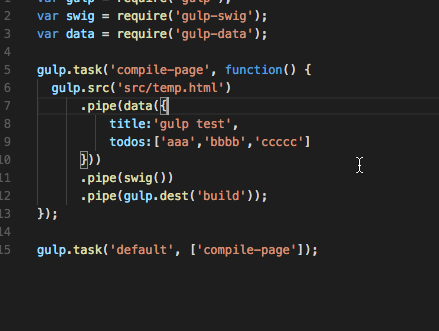 var gulp = require('gulp');
2 var swig = require('gulp-swig');
3 var data = require('gulp-data');
4
5 gulp.task('compile-page', function() {
6 gulp.src('src/temp.html')
7 .pipe(data({
8 title:'gulp test',
9 todos:['aaa','bbbb','ccccc']
10 }))
11 .pipe(swig())
12 .pipe(gulp.dest('build'));
13 });
14
15 gulp.task('default', ['compile-page']);